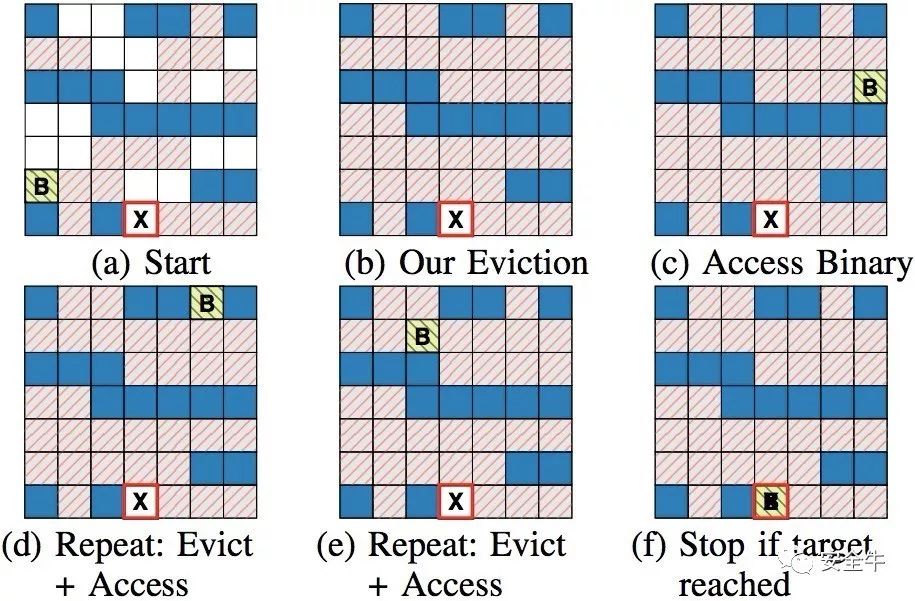 B
X
(a) Start
X
(b) Our Eviction
B
X
(c) Access Binary
B
X
(d) Repeat: Evict
+ Access
B
X
(e) Repeat: Evict
+ Access
(f) Stop if target
reached
安全牛